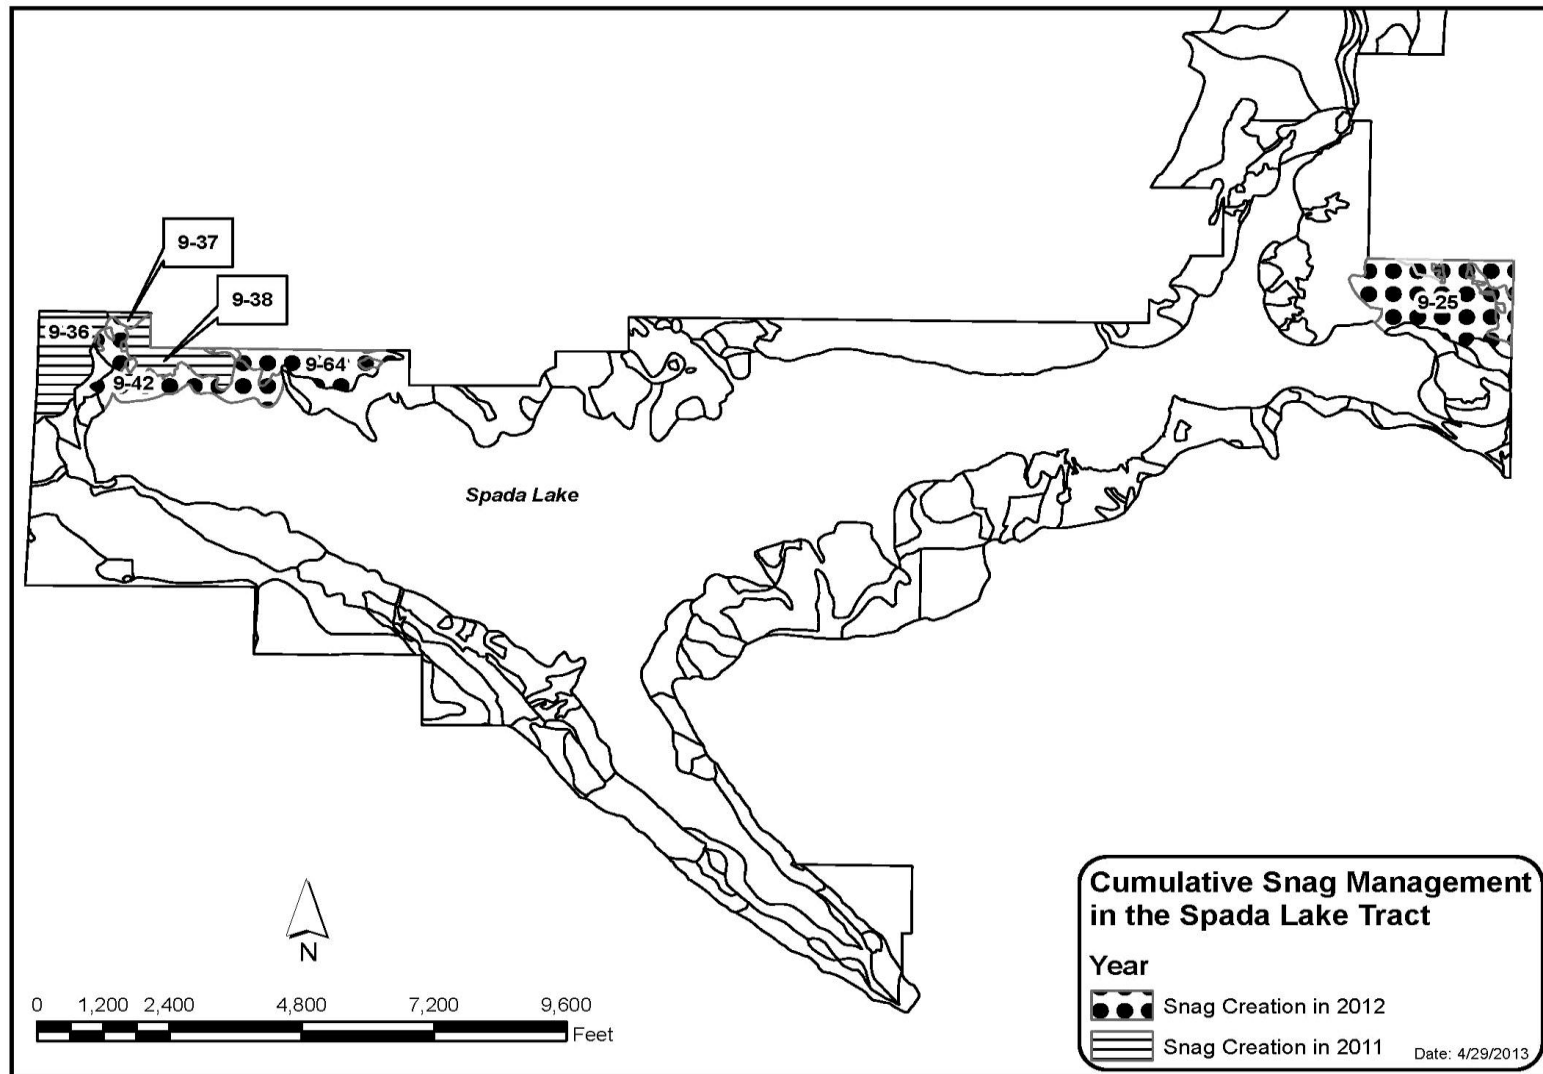 9-37
9-38
9-36
9-64
9-42
9-25
Spada Lake
N
0 1,200 2,400 4,800 7,200 9,600
Feet
Cumulative Snag Management
in the Spada Lake Tract
Year
Snag Creation in 2012
Snag Creation in 2011
Date: 4/29/2013